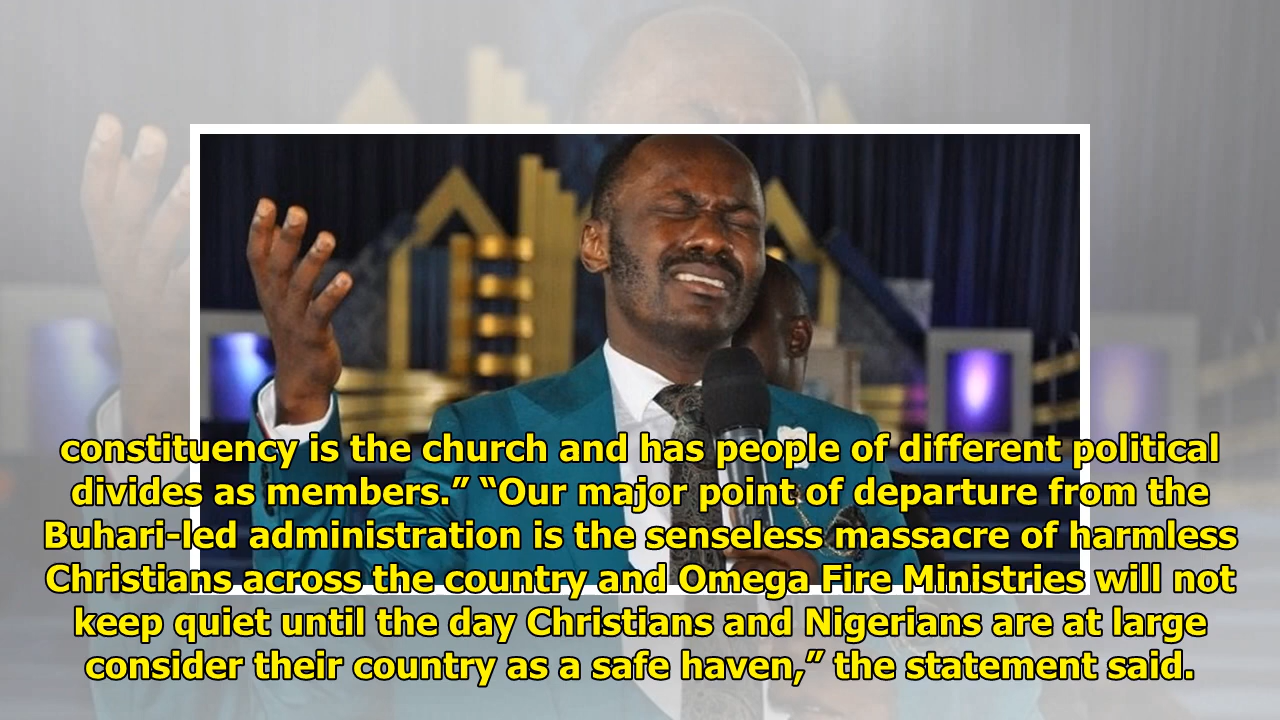 constituency is the church and has people of different political
divides as members.” “Our major point of departure from the
Buhari-led administration is the senseless massacre of harmless
Christians across the country and Omega Fire Ministries will not
keep quiet until the day Christians and Nigerians are at large
consider their country as a safe haven,” the statement said.